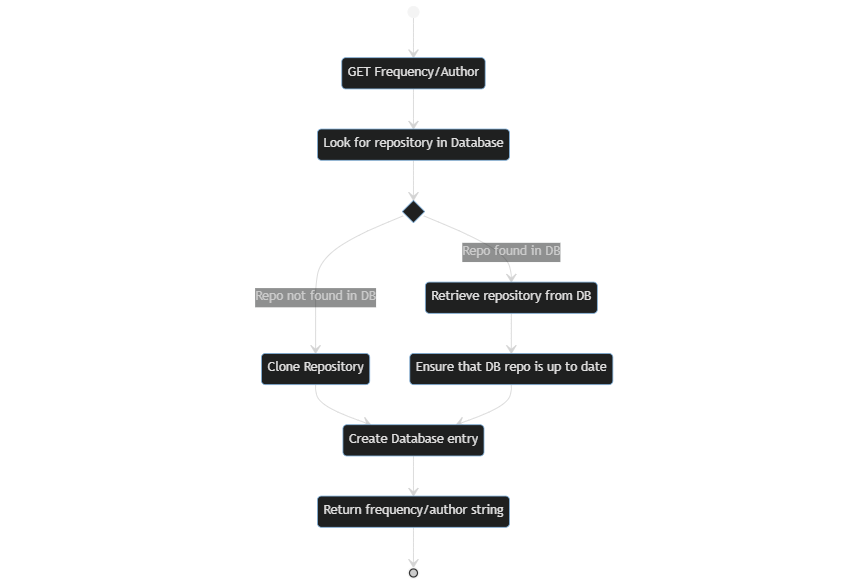 GET Frequency/Author
Look for repository in Database
Repo found in DB
Repo not found in DB
Retrieve repository from DB
Clone Repository
Ensure that DB repo is up to date
Create Database entry
Return frequency/author string